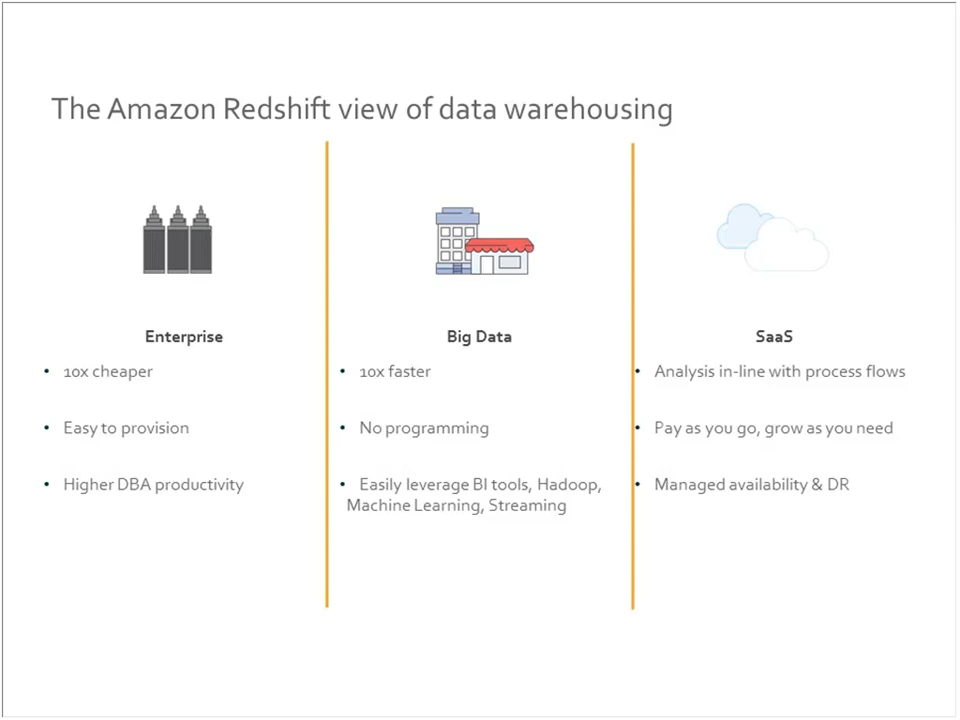 The Amazon Redshift view of data warehousing
Enterprise
• 10x cheaper
• Easy to provision
• Higher DBA productivity
Big Data
• 10x faster
• No programming
• Easily leverage BI tools, Hadoop,
Machine Learning, Streaming
SaaS
• Analysis in-line with process flows
• Pay as you go, grow as you need
• Managed availability & DR